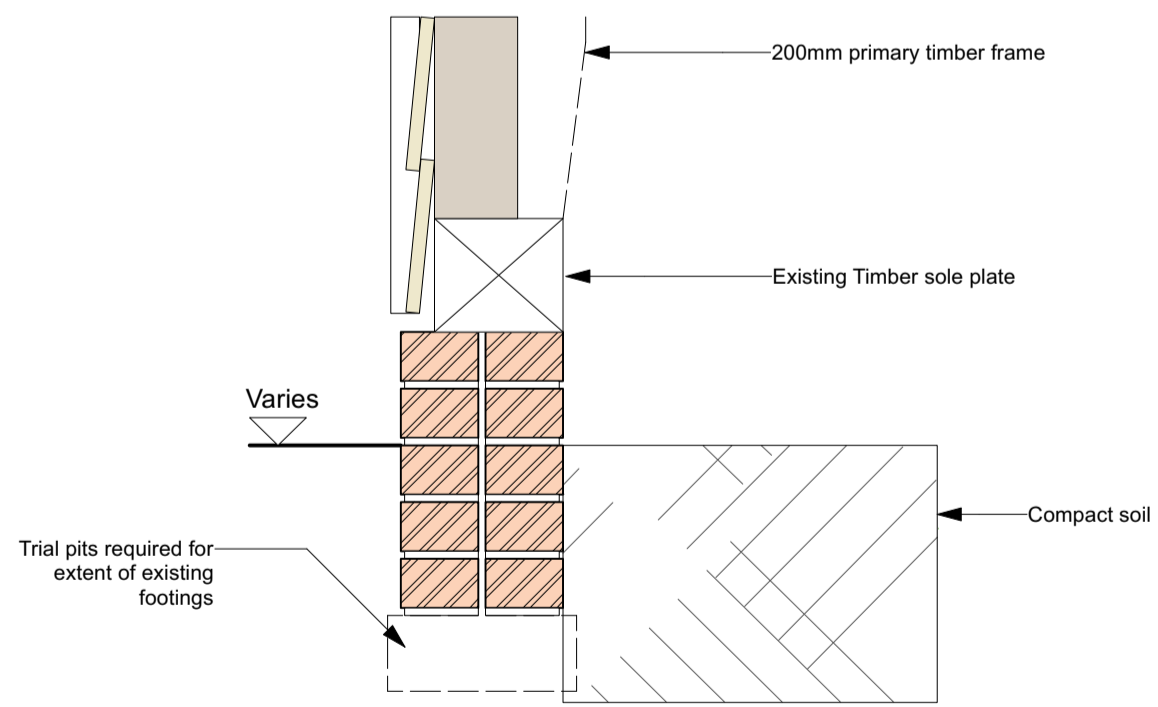 200mm primary timber frame
Existing Timber sole plate
Varies
Compact soil
Trial pits required for
extent of existing
footings